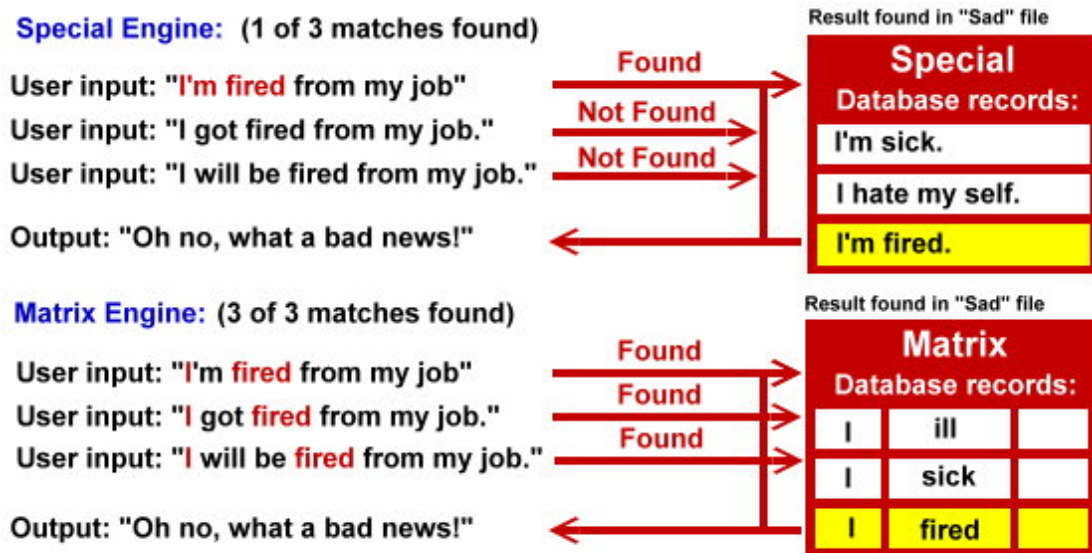 Special Engine: (1 of 3 matches found)
Result found in "Sad" file
User input: "I'm fired from my job"
Found
User input: "I got fired from my job."
Not Found
User input: "I will be fired from my job."
Not Found
Output: "Oh no, what a bad news!"
Special
Database records:
I'm sick.
I hate my self.
I'm fired.
Matrix Engine: (3 of 3 matches found)
Result found in "Sad" file
User input: "I'm fired from my job"
Found
User input: "I got fired from my job."
Found
User input: "I will be fired from my job."
Found
Output: "Oh no, what a bad news!"
Matrix
Database records:
I ill
I sick
I fired